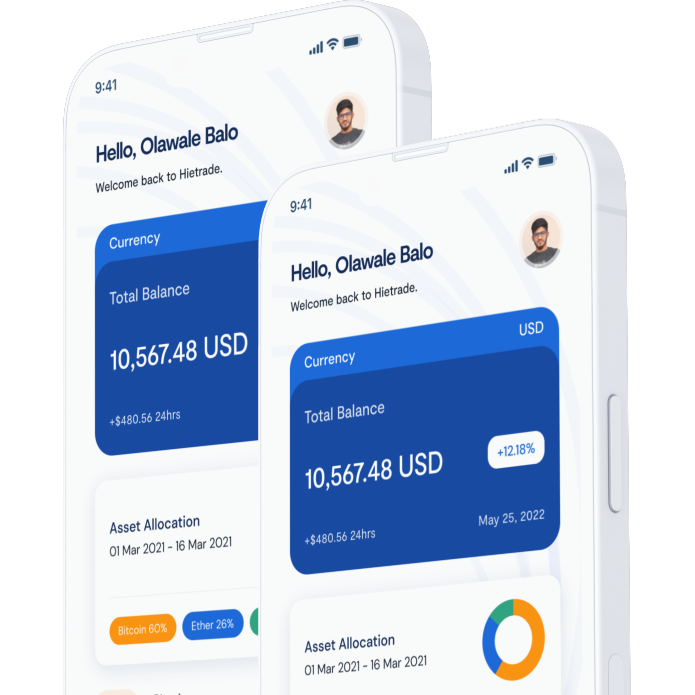 9:41
Hello, Olawale Balo
Welcome back to Hietrade.
Currency
Total Balance
10,567.48 USD
+$480.56 24hrs
Asset Allocation
01 Mar 2021 - 16 Mar 2021
Bitcoin 60%
Ether 26%
9:41
Hello, Olawale Balo
Welcome back to Hietrade.
Currency
USD
Total Balance
10,567.48 USD
+12.18%
+$480.56 24hrs
May 25, 2022
Asset Allocation
01 Mar 2021 - 16 Mar 2021